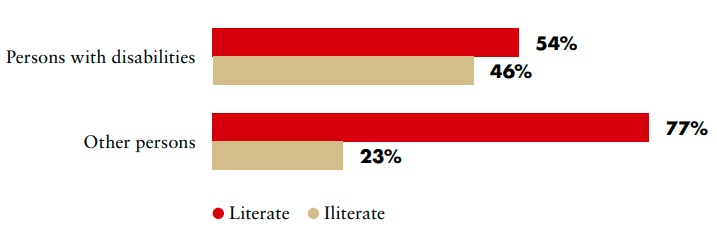 Persons with disabilities
54%
46%
Other persons
77%
23%
Literate Iliterate